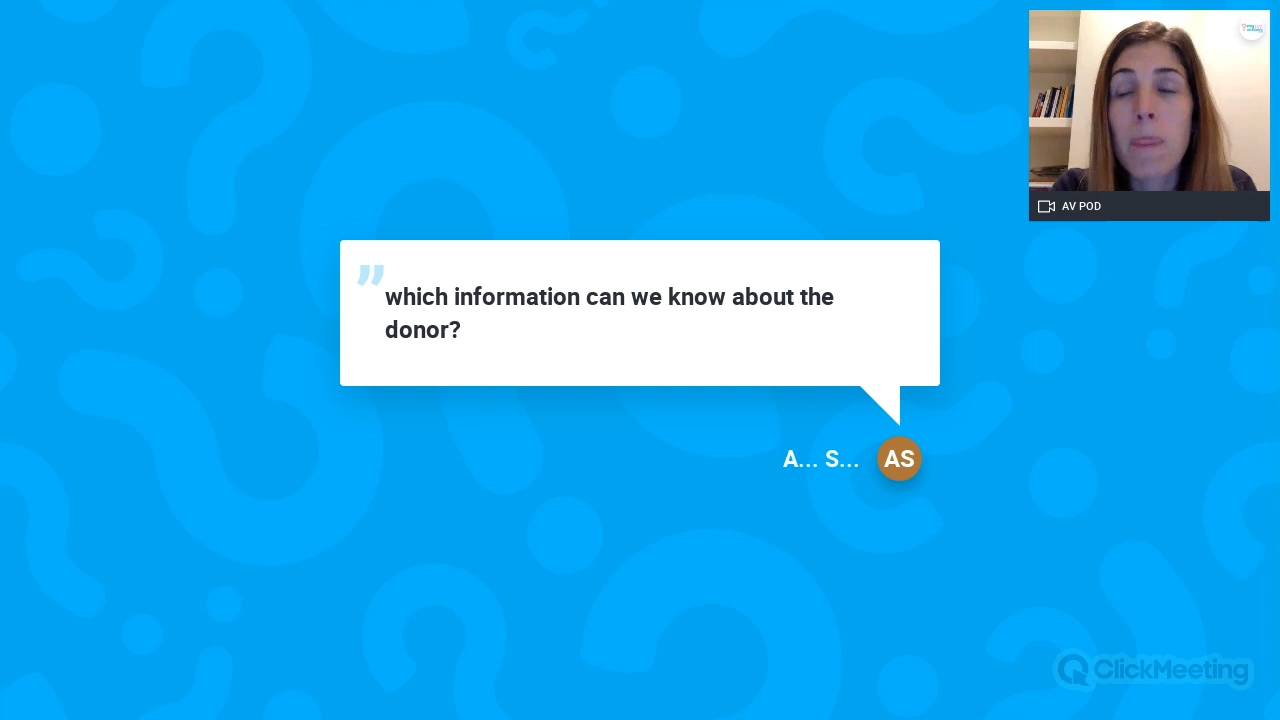 AV POD
which information can we know about the
donor?
A... S...
AS
ClickMeeting